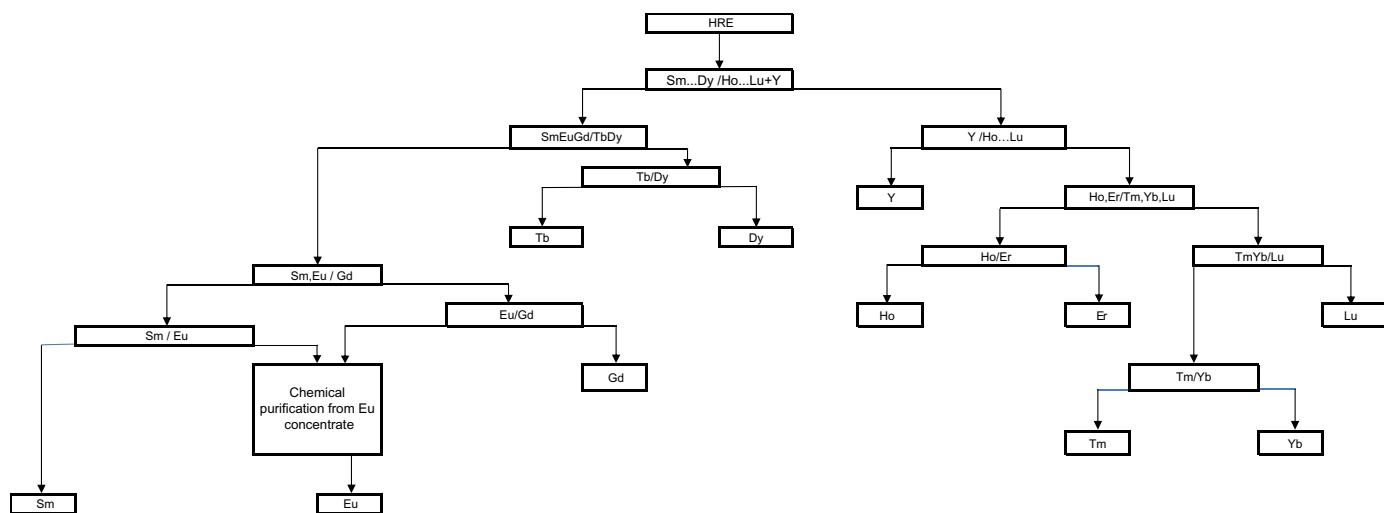 HRE
Sm...Dy /Ho...Lu+Y
SmEuGd/TbDy
Y /Ho...Lu
Tb/Dy
Y
Ho,Er/Tm,Yb,Lu
Tb
Dy
Ho/Er
TmYb/Lu
Sm,Eu / Gd
Eu/Gd
Ho
Er
Lu
Sm / Eu
Gd
Tm/Yb
Chemical
purification from Eu
concentrate
Tm
Yb
Sm
Eu